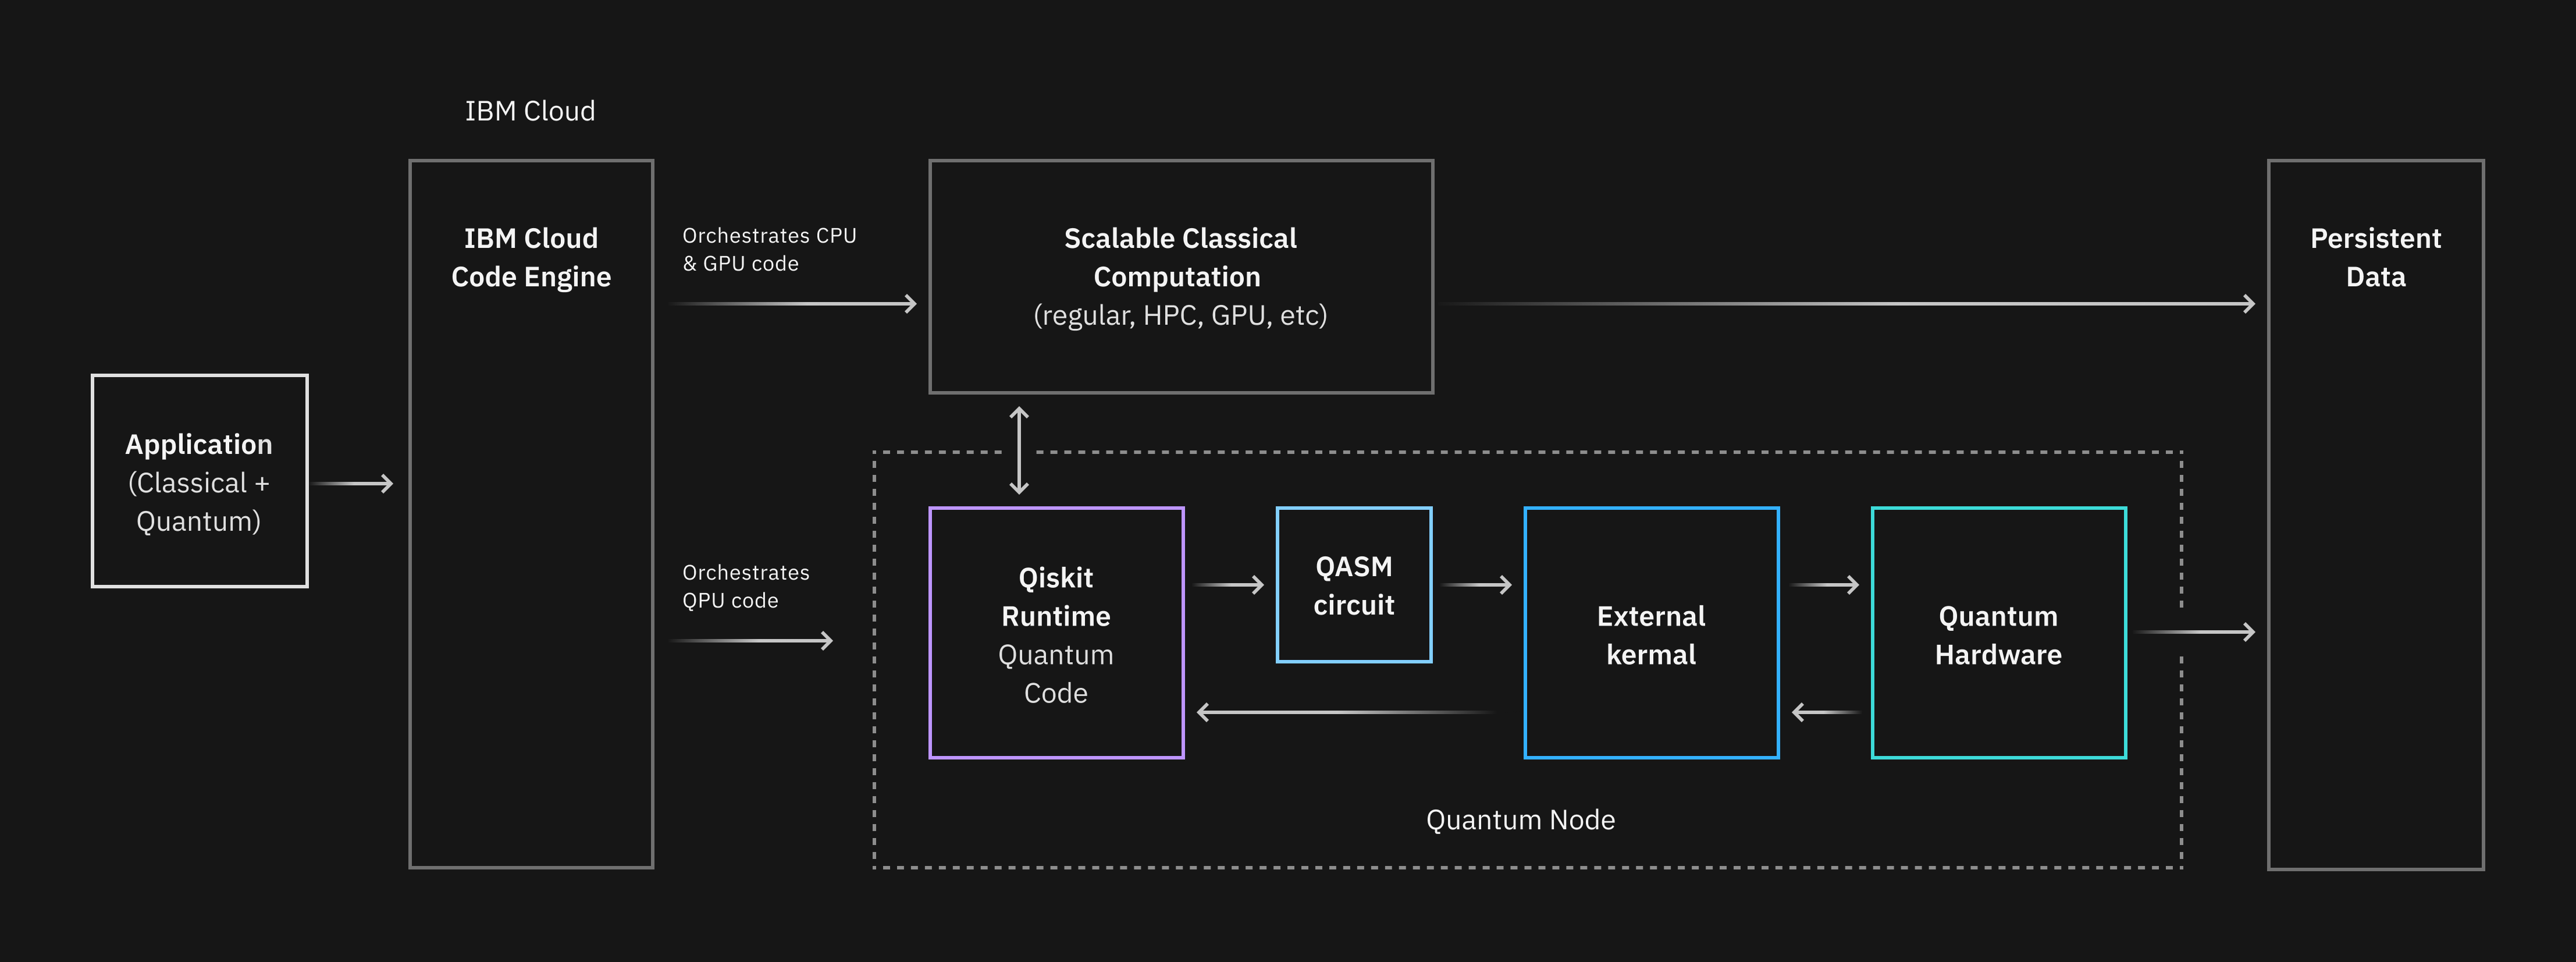 IBM Cloud
IBM Cloud
Code Engine
Orchestrates CPU
& GPU code
Scalable Classical
Computation
(regular, HPC, GPU, etc)
Persistent
Data
Application
(Classical +
Quantum)
Orchestrates
QPU code
Qiskit
Runtime
Quantum
Code
QASM
circuit
External
kermal
Quantum
Hardware
Quantum Node